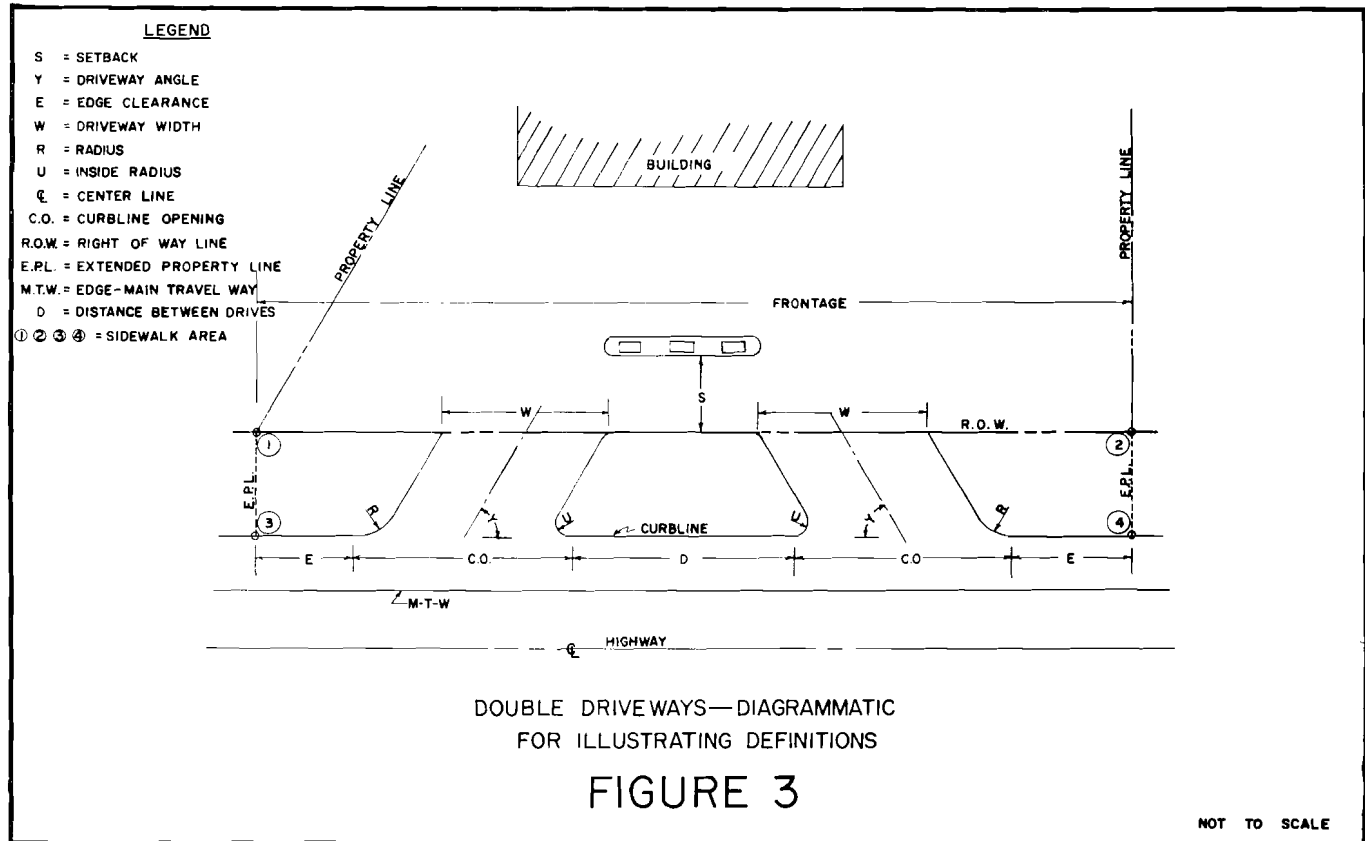 LEGEND
S = SETBACK
Y = DRIVEWAY ANGLE
E = EDGE CLEARANCE
W = DRIVEWAY WIDTH
R = RADIUS
U = INSIDE RADIUS
℄ = CENTER LINE
C.O. = CURBLINE OPENING
R.O.W. = RIGHT OF WAY LINE
E.P.L. = EXTENDED PROPERTY LINE
M.T.W. = EDGE-MAIN TRAVEL WAY
D = DISTANCE BETWEEN DRIVES
① ② ③ ④ = SIDEWALK AREA
BUILDING
PROPERTY LINE
PROPERTY LINE
FRONTAGE
S
W
W
R.O.W.
①
②
E.P.L.
E.P.L.
③
④
R
Y
U
CURBLINE
U
Y
R
E
C.O.
D
C.O
E
M-T-W
℄
HIGHWAY
DOUBLE DRIVEWAYS—DIAGRAMMATIC
FOR ILLUSTRATING DEFINITIONS
FIGURE 3
NOT TO SCALE